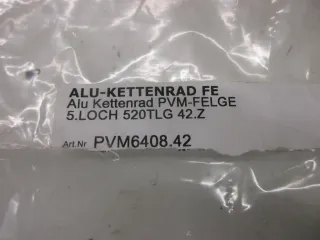 ALU-KETTENRAD FE
Alu Kettenrad PVM-FELGE
5.LOCH 520TLG 42.Z
Art.Nr PVM6408.42